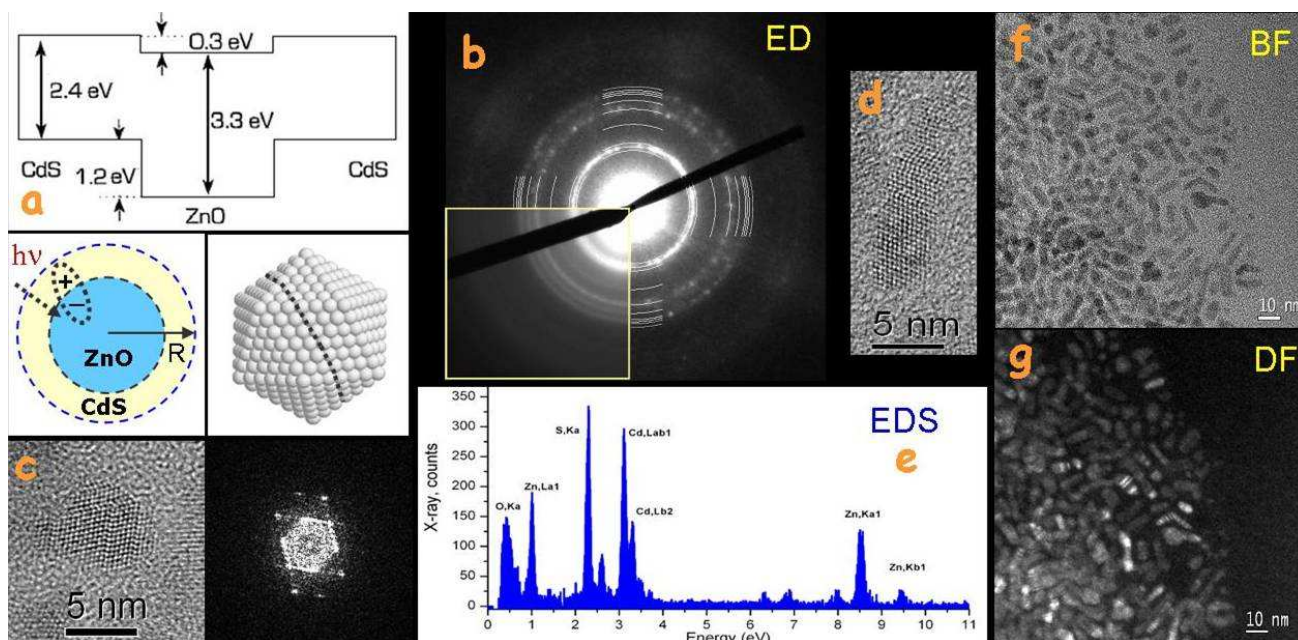 0.3 eV
2.4 eV
3.3 eV
CdS
1.2 eV
CdS
a
ZnO
hν
+
−
ZnO
R
CdS
c
5 nm
b
ED
d
5 nm
EDS
e
X-ray, counts
350
300
250
200
150
100
50
0
O,Ka
Zn,La1
S,Ka
Cd,Lab1
Cd,Lb2
Zn,Ka1
Zn,Kb1
0 1 2 3 4 5 6 7 8 9 10 11
Energy (eV)
f
BF
10 nm
g
DF
10 nm